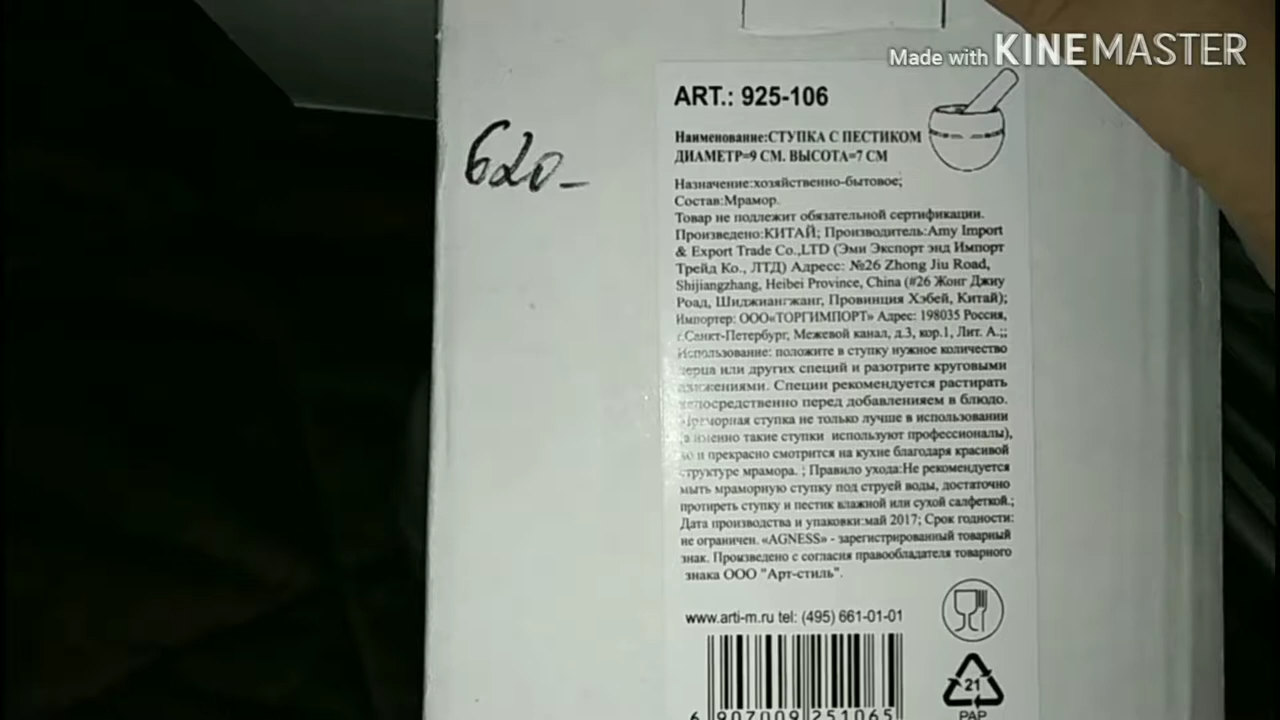 Made with KINEMASTER
ART.: 925-106
620-
Наименование:СТУПКА С ПЕСТИКОМ
ДИАМЕТР=9 СМ. ВЫСОТА=7 СМ
Назначение:хозяйственно-бытовое;
Состав:Мрамор.
Товар не подлежит обязательной сертификации.
Произведено:КИТАЙ; Производитель:Amy Import
& Export Trade Co.,LTD (Эми Экспорт энд Импорт
Трейд Ко., ЛТД) Адресс: №26 Zhong Jiu Road,
Shijiangzhang, Heibei Province, China (#26 Жонг Джиу
Роад, Шиджиангжанг, Провинция Хэбей, Китай);
Импортер: ООО«ТОРГИМПОРТ» Адрес: 198035 Россия,
г.Санкт-Петербург, Межевой канал, д.3, кор.1, Лит. А.;;
Использование: положите в ступку нужное количество
перца или других специй и разотрите круговыми
движениями. Специи рекомендуется растирать
непосредственно перед добавлением в блюдо.
Мраморная ступка не только лучше в использовании
(а именно такие ступки используют профессионалы),
но и прекрасно смотрится на кухне благодаря красивой
структуре мрамора. ; Правило ухода:Не рекомендуется
мыть мраморную ступку под струей воды, достаточно
протиреть ступку и пестик влажной или сухой салфеткой.;
Дата производства и упаковки:май 2017; Срок годности:
не ограничен. «AGNESS» - зарегистрированный товарный
знак. Произведено с согласия правообладателя товарного
знака ООО "Арт-стиль".
www.arti-m.ru tel: (495) 661-01-01
21
PAP
6 907009 251065